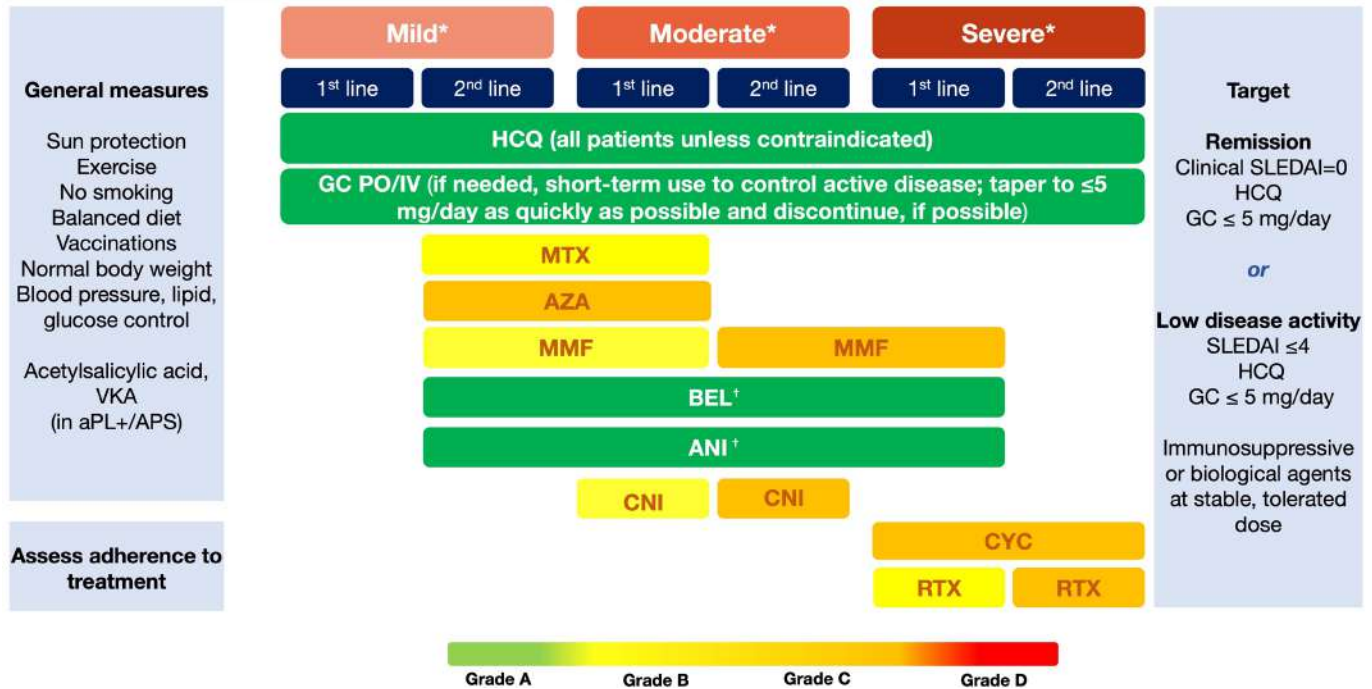 Mild*
Moderate*
Severe*
1st line
2nd line
1st line
2nd line
1st line
2nd line
General measures
Sun protection
Exercise
No smoking
Balanced diet
Vaccinations
Normal body weight
Blood pressure, lipid,
glucose control
Acetylsalicylic acid,
VKA
(in aPL+/APS)
Assess adherence to
treatment
HCQ (all patients unless contraindicated)
GC PO/IV (if needed, short-term use to control active disease; taper to ≤5
mg/day as quickly as possible and discontinue, if possible)
MTX
AZA
MMF
MMF
BEL†
ANI †
CNI
CNI
CYC
RTX
RTX
Target
Remission
Clinical SLEDAI=0
HCQ
GC ≤ 5 mg/day
or
Low disease activity
SLEDAI ≤4
HCQ
GC ≤ 5 mg/day
Immunosuppressive
or biological agents
at stable, tolerated
dose
Grade A
Grade B
Grade C
Grade D